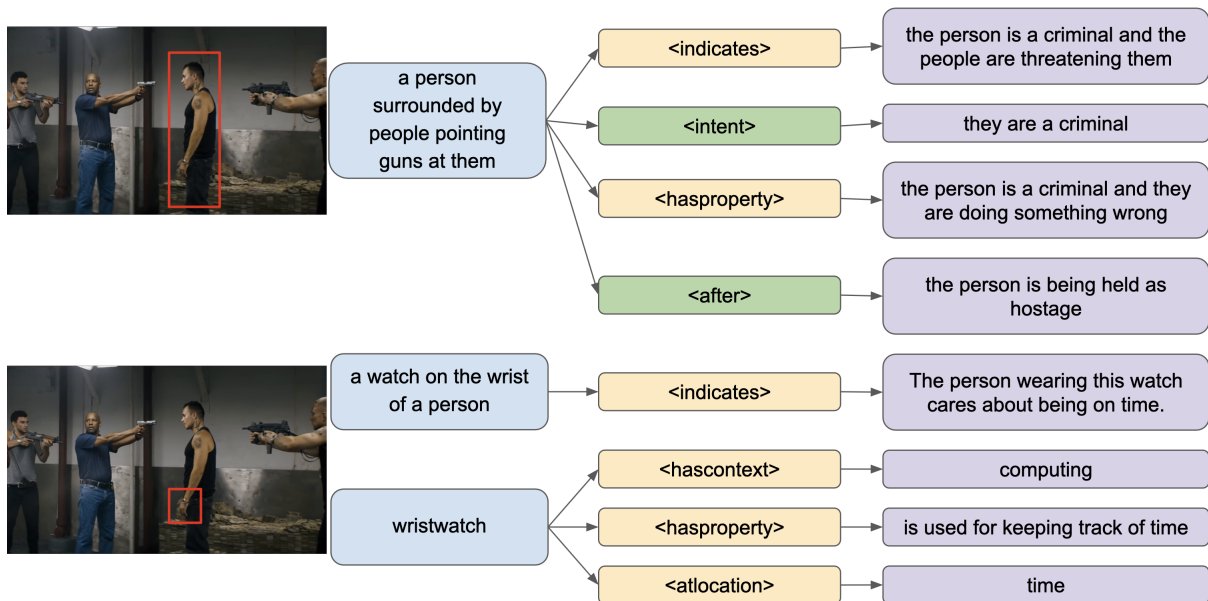 a person
surrounded by
people pointing
guns at them
<indicates>
the person is a criminal and the
people are threatening them
<intent>
they are a criminal
<hasproperty>
the person is a criminal and they
are doing something wrong
<after>
the person is being held as
hostage
a watch on the wrist
of a person
<indicates>
The person wearing this watch
cares about being on time.
wristwatch
<hascontext>
computing
<hasproperty>
is used for keeping track of time
<atlocation>
time